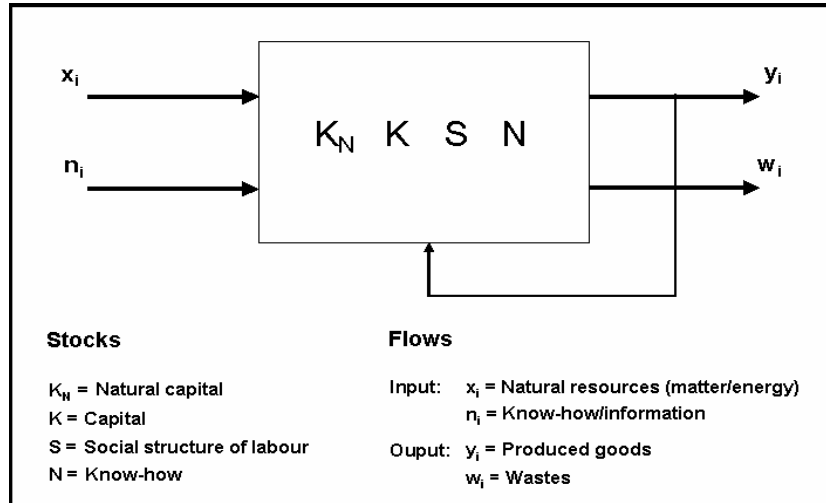 xi yi
KN K S N
ni wi
Stocks
KN = Natural capital
K = Capital
S = Social structure of labour
N = Know-how
Flows
Input: xi = Natural resources (matter/energy)
ni = Know-how/information
Ouput: yi = Produced goods
wi = Wastes